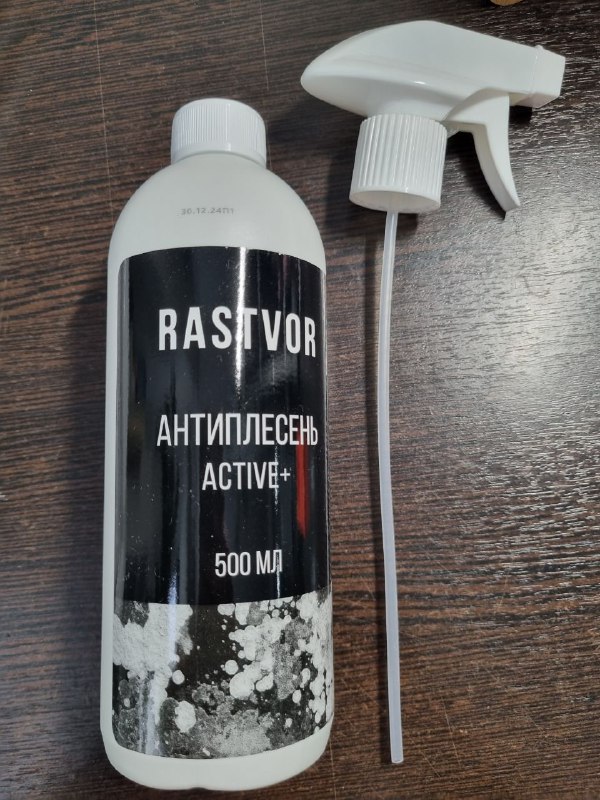 30.12.24П1
RASTVOR
АНТИПЛЕСЕНЬ
ACTIVE+
500 МЛ